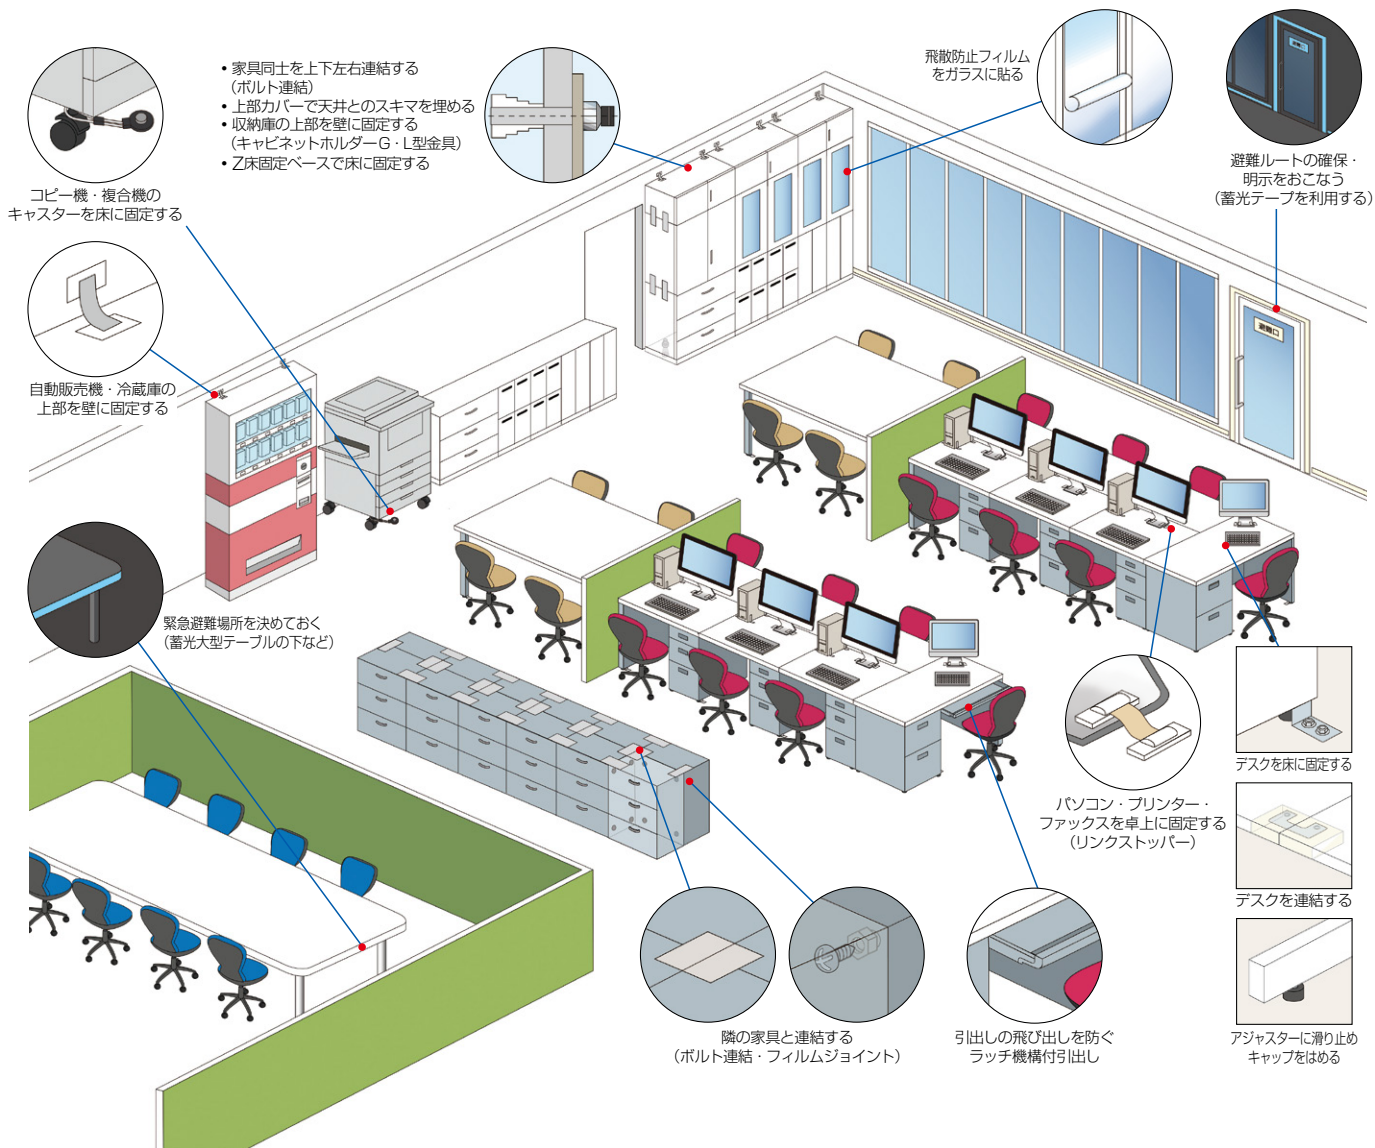 ・家具同士を上下左右連結する
（ボルト連結）
・上部カバーで天井とのスキマを埋める
・収納庫の上部を壁に固定する
（キャビネットホルダーG・L型金具）
・Z床固定ベースで床に固定する
飛散防止フィルム
をガラスに貼る
避難ルートの確保・
明示をおこなう
（蓄光テープを利用する）
コピー機・複合機の
キャスターを床に固定する
自動販売機・冷蔵庫の
上部を壁に固定する
避難口
緊急避難場所を決めておく
（蓄光大型テーブルの下など）
デスクを床に固定する
パソコン・プリンター・
ファックスを卓上に固定する
（リンクストッパー）
デスクを連結する
隣の家具と連結する
（ボルト連結・フィルムジョイント）
引出しの飛び出しを防ぐ
ラッチ機構付引出し
アジャスターに滑り止め
キャップをはめる